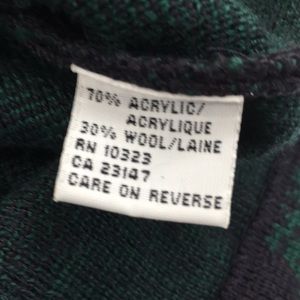 70% ACRYLIC/
ACRYLIQUE
30% WOOL/LAINE
RN 10323
CA 23147
CARE ON REVERSE